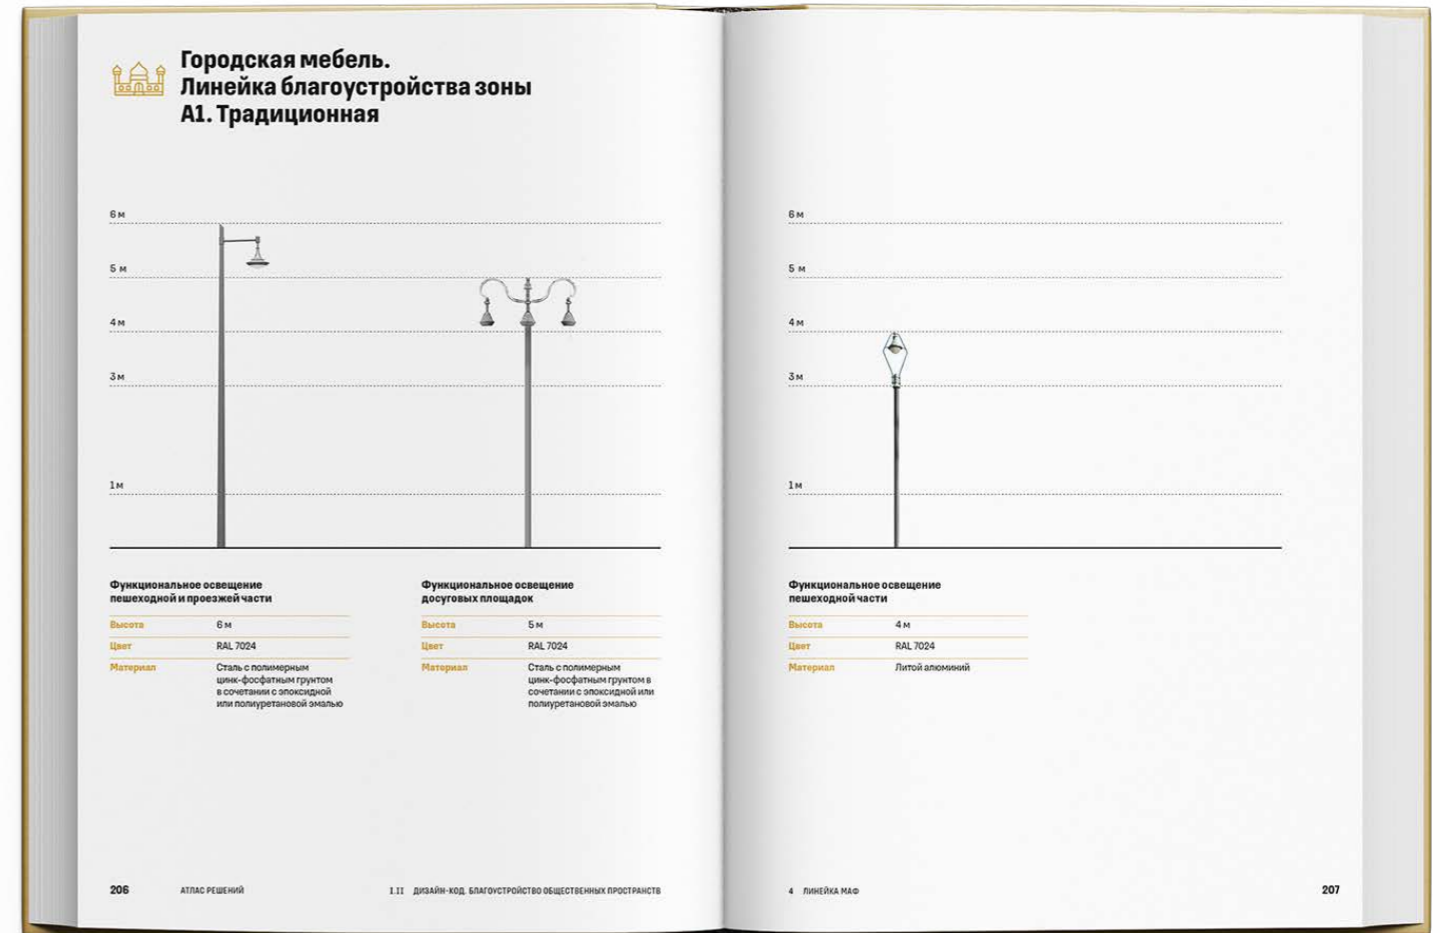 Городская мебель.
Линейка благоустройства зоны
А1. Традиционная
6 м
5 м
4 м
3 м
1 м
Функциональное освещение
пешеходной и проезжей части
Высота 6 м
Цвет RAL 7024
Материал Сталь с полимерным
цинк-фосфатным грунтом
в сочетании с эпоксидной
или полиуретановой эмалью
Функциональное освещение
досуговых площадок
Высота 5 м
Цвет RAL 7024
Материал Сталь с полимерным
цинк-фосфатным грунтом в
сочетании с эпоксидной или
полиуретановой эмалью
206 АТЛАС РЕШЕНИЙ I.II ДИЗАЙН-КОД. БЛАГОУСТРОЙСТВО ОБЩЕСТВЕННЫХ ПРОСТРАНСТВ
6 м
5 м
4 м
3 м
1 м
Функциональное освещение
пешеходной части
Высота 4 м
Цвет RAL 7024
Материал Литой алюминий
4 ЛИНЕЙКА МАФ 207